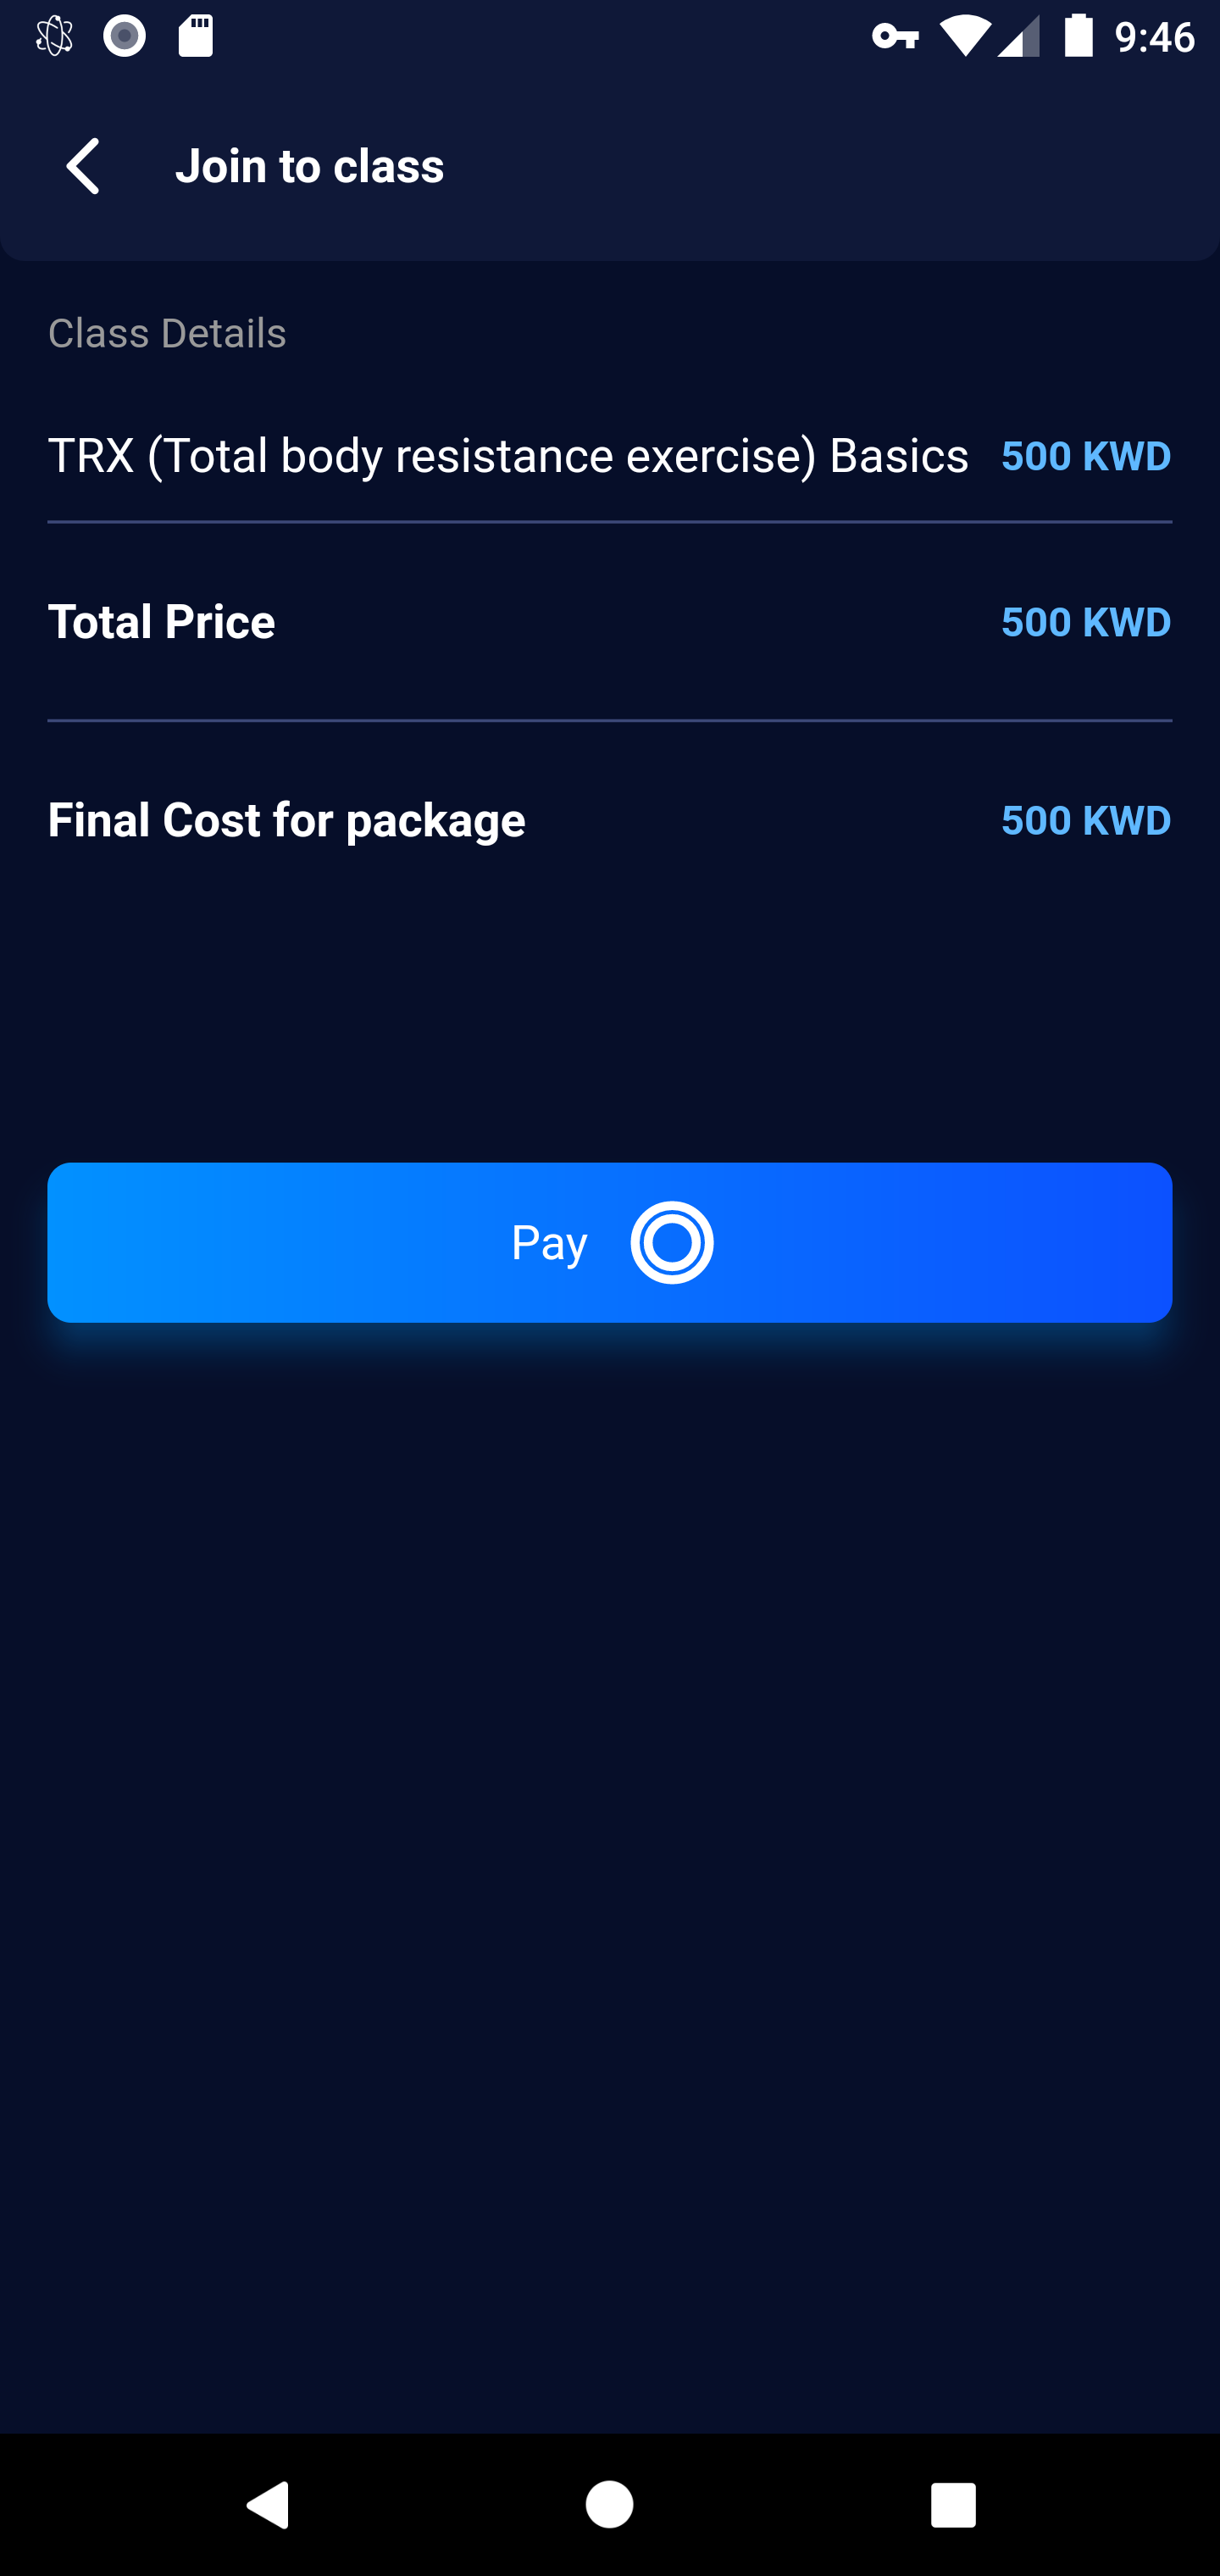 9:46
Join to class
Class Details
TRX (Total body resistance exercise) Basics 500 KWD
Total Price 500 KWD
Final Cost for package 500 KWD
Pay